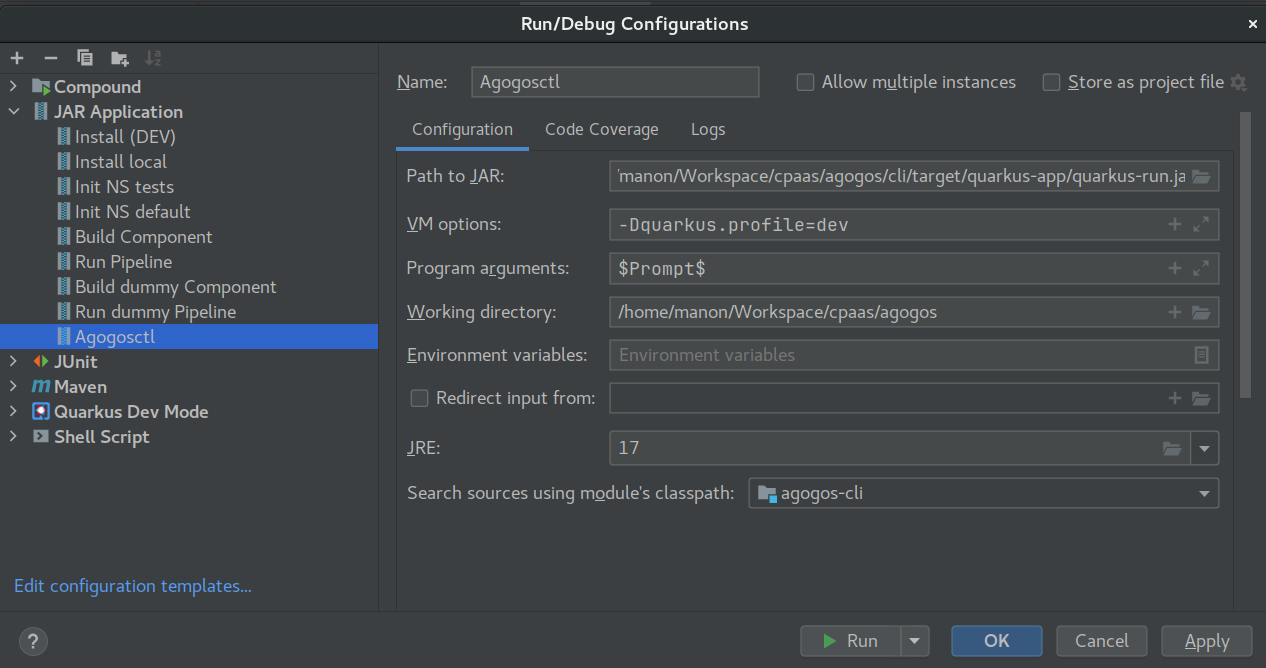 Run/Debug Configurations
Compound
JAR Application
Install (DEV)
Install local
Init NS tests
Init NS default
Build Component
Run Pipeline
Build dummy Component
Run dummy Pipeline
Agogosctl
JUnit
Maven
Quarkus Dev Mode
Shell Script
Edit configuration templates...
Name: Agogosctl Allow multiple instances Store as project file
Configuration Code Coverage Logs
Path to JAR: manon/Workspace/cpaas/agogos/cli/target/quarkus-app/quarkus-run.ja
VM options: -Dquarkus.profile=dev
Program arguments: $Prompt$
Working directory: /home/manon/Workspace/cpaas/agogos
Environment variables: Environment variables
Redirect input from:
JRE: 17
Search sources using module's classpath: agogos-cli
? Run OK Cancel Apply